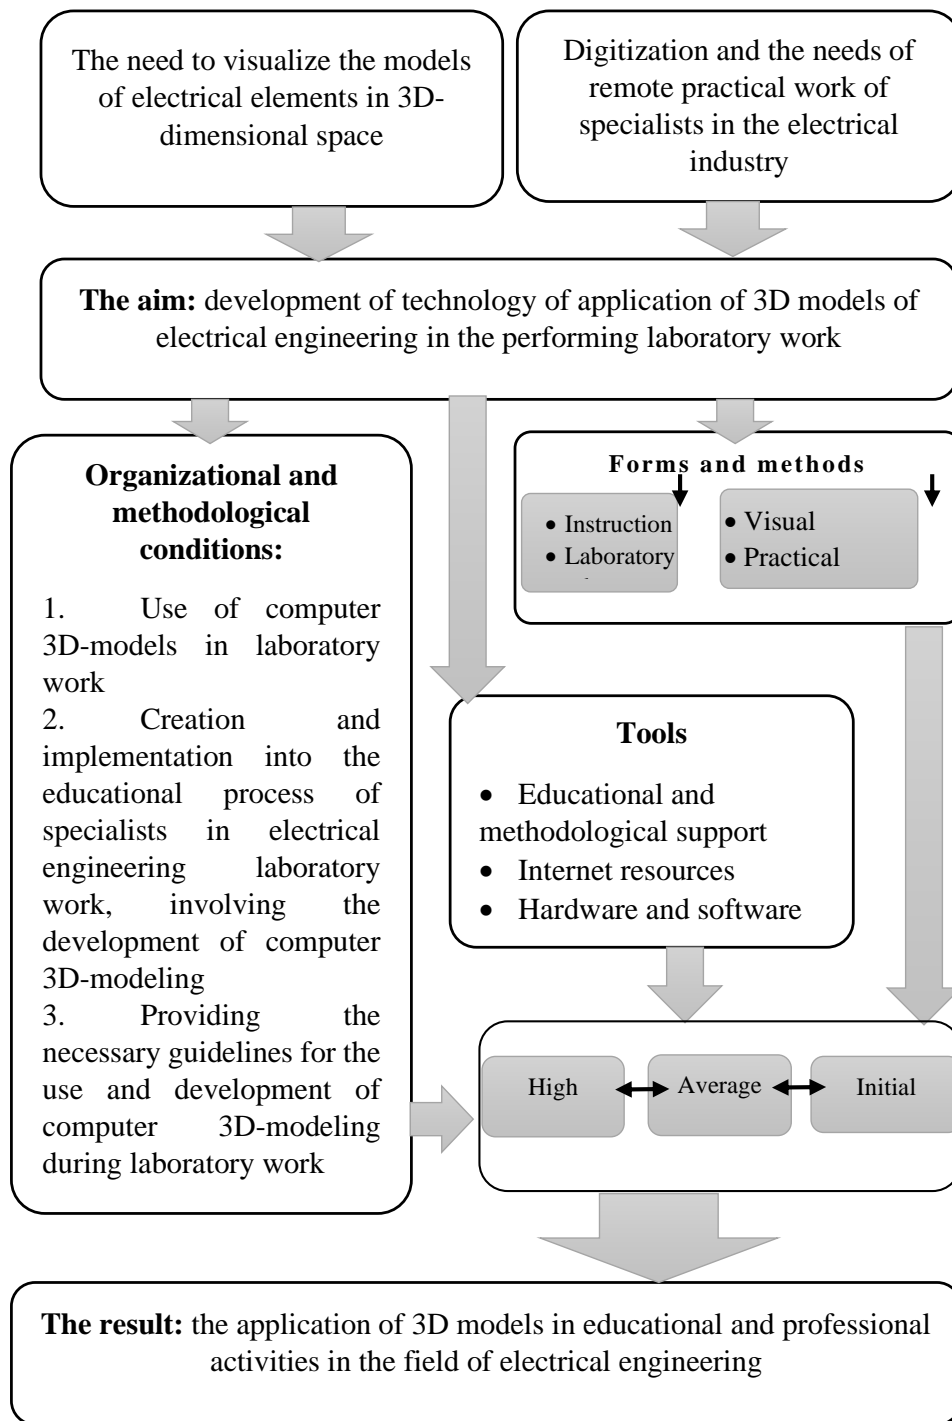 The need to visualize the models
of electrical elements in 3D-
dimensional space
Digitization and the needs of
remote practical work of
specialists in the electrical
industry
The aim: development of technology of application of 3D models of
electrical engineering in the performing laboratory work
Organizational and
methodological
conditions:
1. Use of computer
3D-models in laboratory
work
2. Creation and
implementation into the
educational process of
specialists in electrical
engineering laboratory
work, involving the
development of computer
3D-modeling
3. Providing the
necessary guidelines for the
use and development of
computer 3D-modeling
during laboratory work
Forms and methods
• Instruction
• Laboratory
• Visual
• Practical
Tools
• Educational and
methodological support
• Internet resources
• Hardware and software
High
Average
Initial
The result: the application of 3D models in educational and professional
activities in the field of electrical engineering